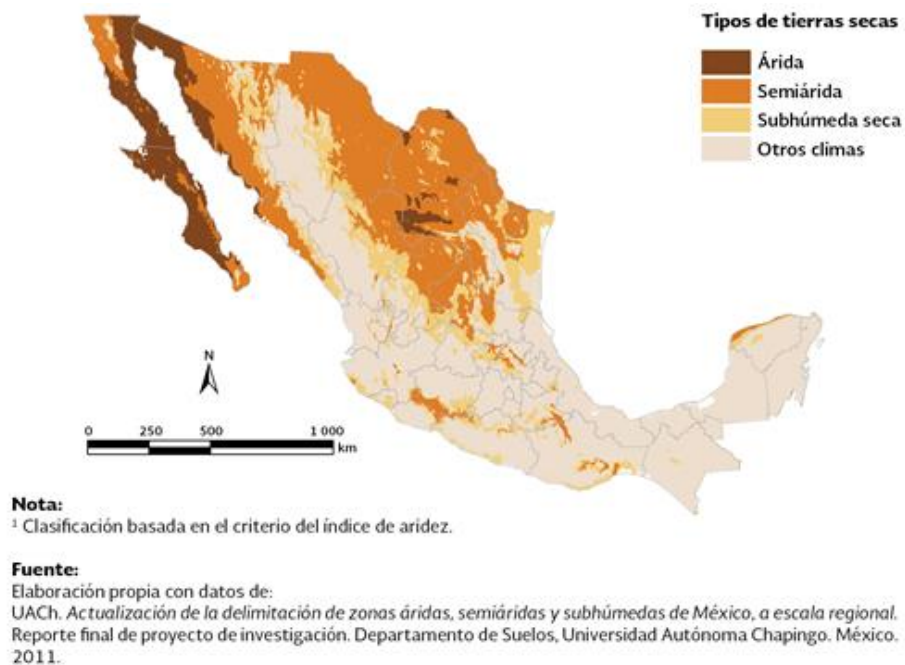 Tipos de tierras secas
Árida
Semiárida
Subhúmeda seca
Otros climas
N
0 250 500 1 000
km
Nota:
¹ Clasificación basada en el criterio del índice de aridez.
Fuente:
Elaboración propia con datos de:
UACh. Actualización de la delimitación de zonas áridas, semiáridas y subhúmedas de México, a escala regional.
Reporte final de proyecto de investigación. Departamento de Suelos, Universidad Autónoma Chapingo. México.
2011.